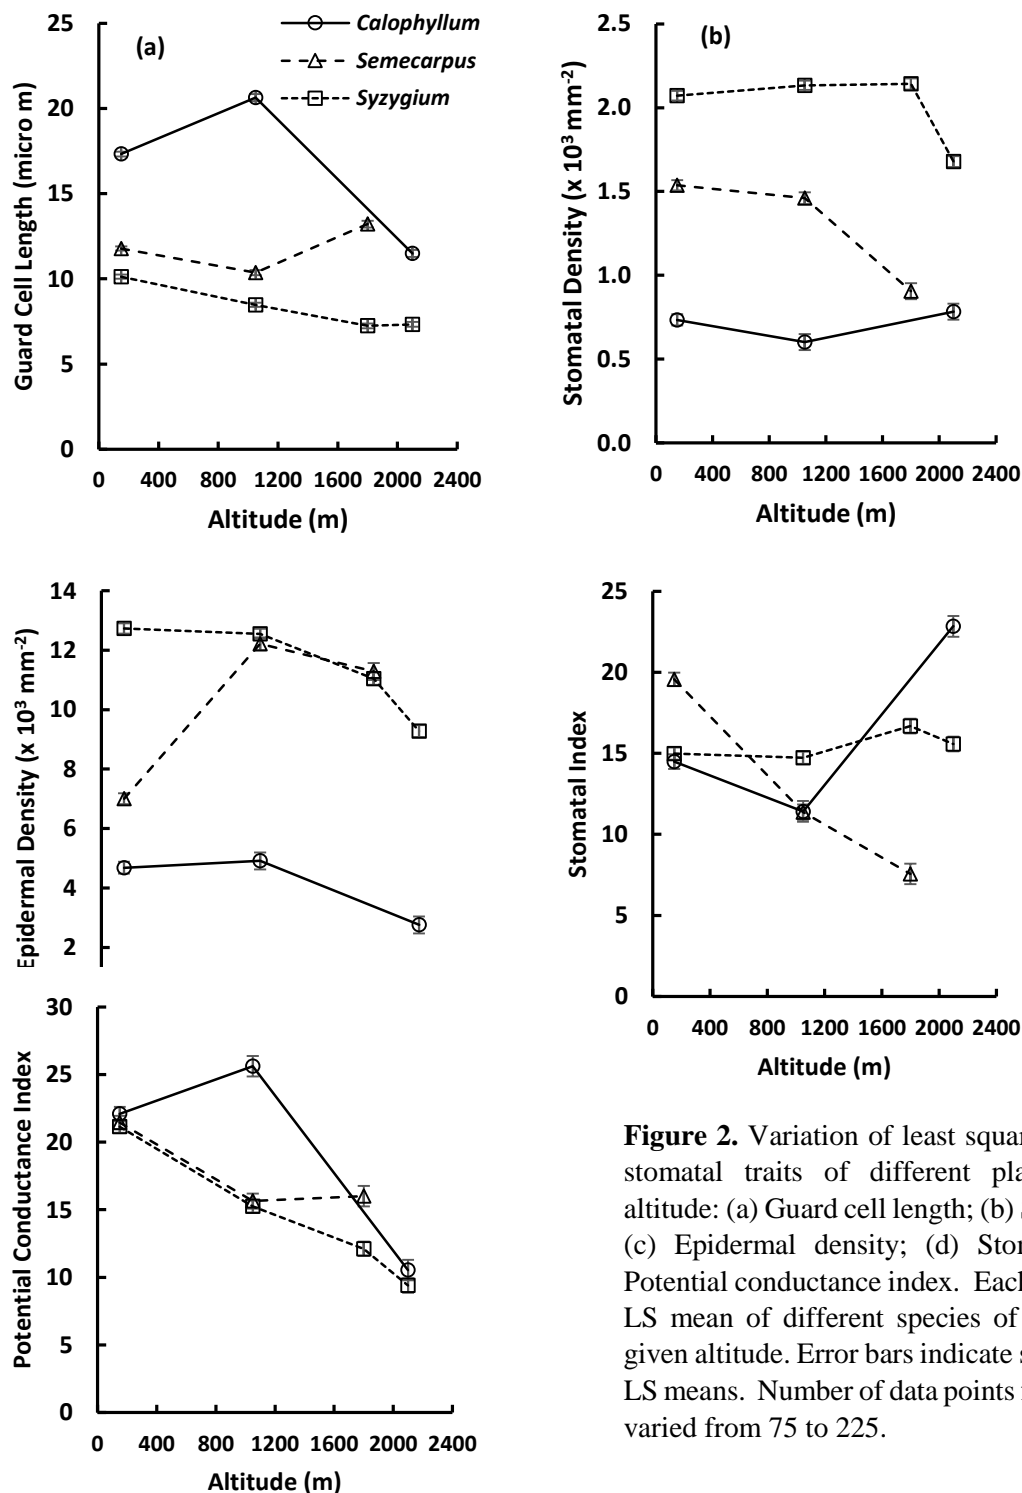 25
20
15
10
5
0
Guard Cell Length (micro m)
(a)
Calophyllum
Semecarpus
Syzygium
0 400 800 1200 1600 2000 2400
Altitude (m)
2.5
2.0
1.5
1.0
0.5
0.0
Stomatal Density (x 10³ mm⁻²)
(b)
0 400 800 1200 1600 2000 2400
Altitude (m)
14
12
10
8
6
4
2
Epidermal Density (x 10³ mm⁻²)
25
20
15
10
5
0
Stomatal Index
0 400 800 1200 1600 2000 2400
Altitude (m)
30
25
20
15
10
5
0
Potential Conductance Index
0 400 800 1200 1600 2000 2400
Altitude (m)
Figure 2. Variation of least squar
stomatal traits of different pla
altitude: (a) Guard cell length; (b)
(c) Epidermal density; (d) Stor
Potential conductance index. Each
LS mean of different species of
given altitude. Error bars indicate s
LS means. Number of data points
varied from 75 to 225.